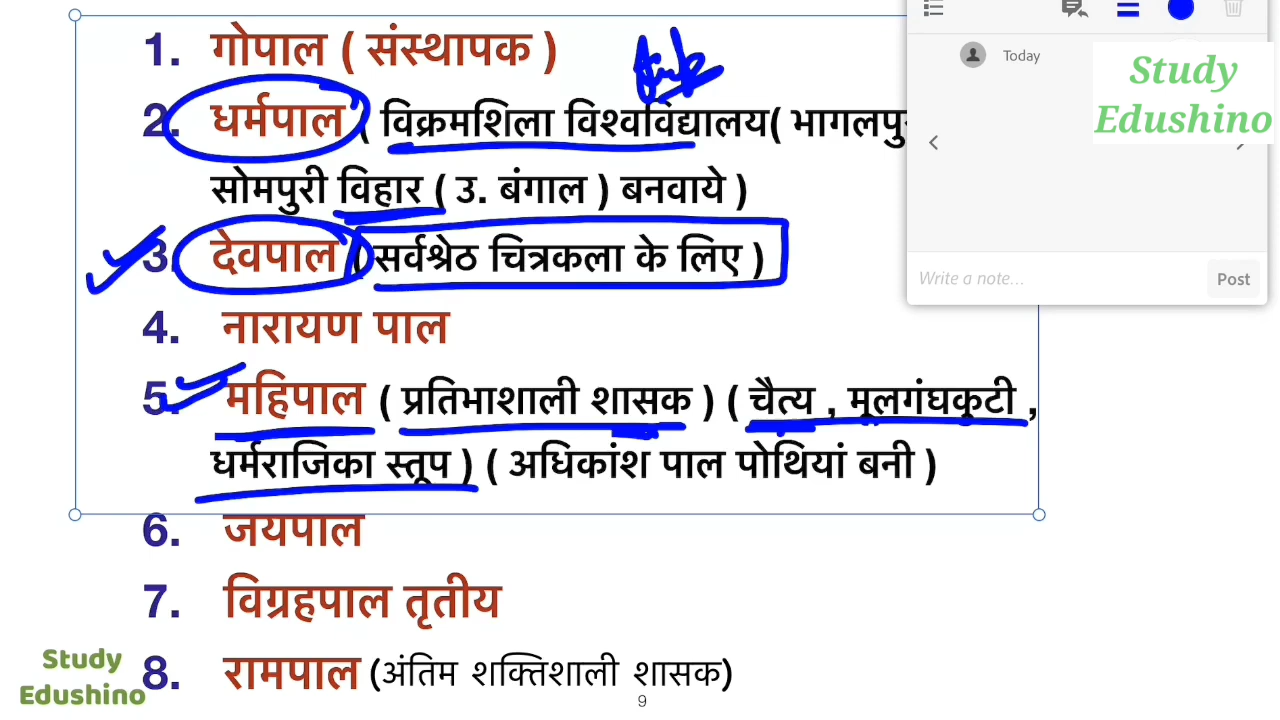 1. गोपाल ( संस्थापक )
2. धर्मपाल ( विक्रमशिला विश्वविद्यालय( भागलपु
सोमपुरी विहार ( उ. बंगाल ) बनवाये )
3. देवपाल ( सर्वश्रेठ चित्रकला के लिए )
4. नारायण पाल
5. महिपाल ( प्रतिभाशाली शासक ) ( चैत्य , मूलगंघकुटी ,
धर्मराजिका स्तूप ) ( अधिकांश पाल पोथियां बनी )
6. जयपाल
7. विग्रहपाल तृतीय
8. रामपाल (अंतिम शक्तिशाली शासक)
9
Today
Study
Edushino
Write a note...
Post
Study
Edushino